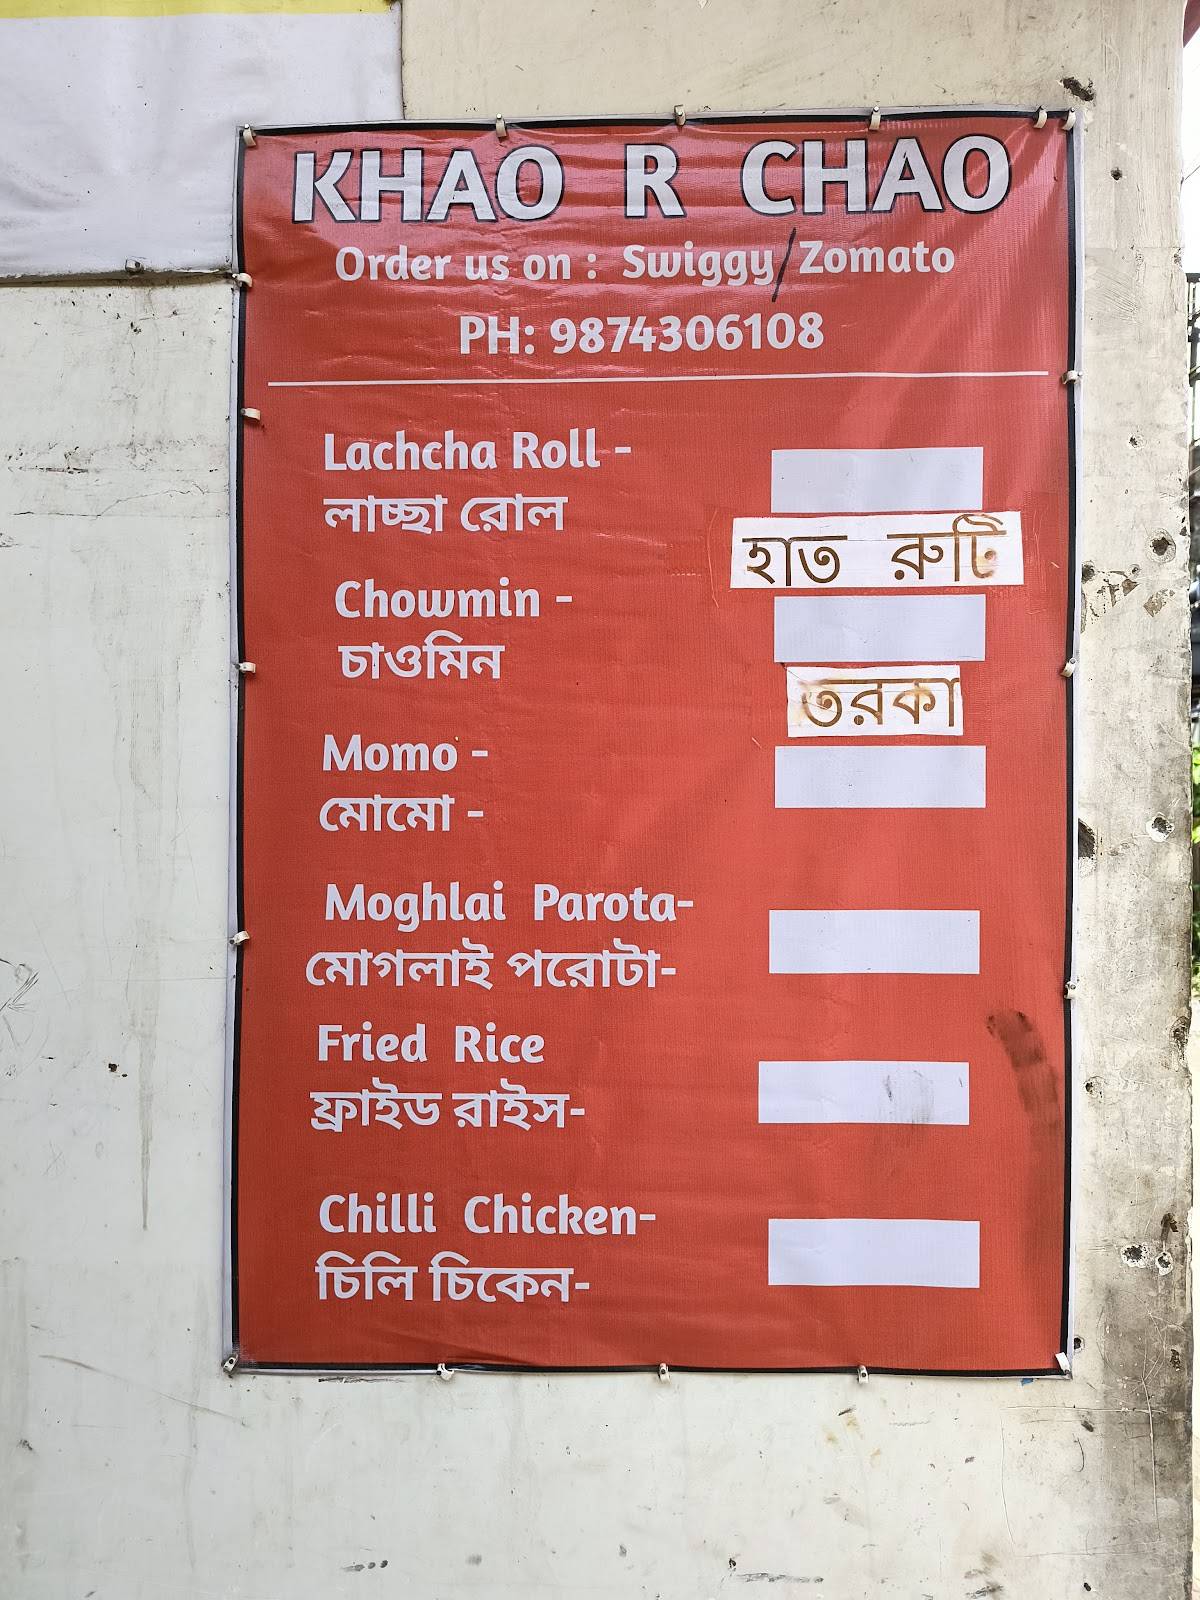 KHAO R CHAO
Order us on : Swiggy/Zomato
PH: 9874306108
Lachcha Roll -
লাচ্ছা রোল
হাত রুটি
Chowmin -
চাওমিন
তরকা
Momo -
মোমো -
Moghlai Parota-
মোগলাই পরোটা-
Fried Rice
ফ্রাইড রাইস-
Chilli Chicken-
চিলি চিকেন-